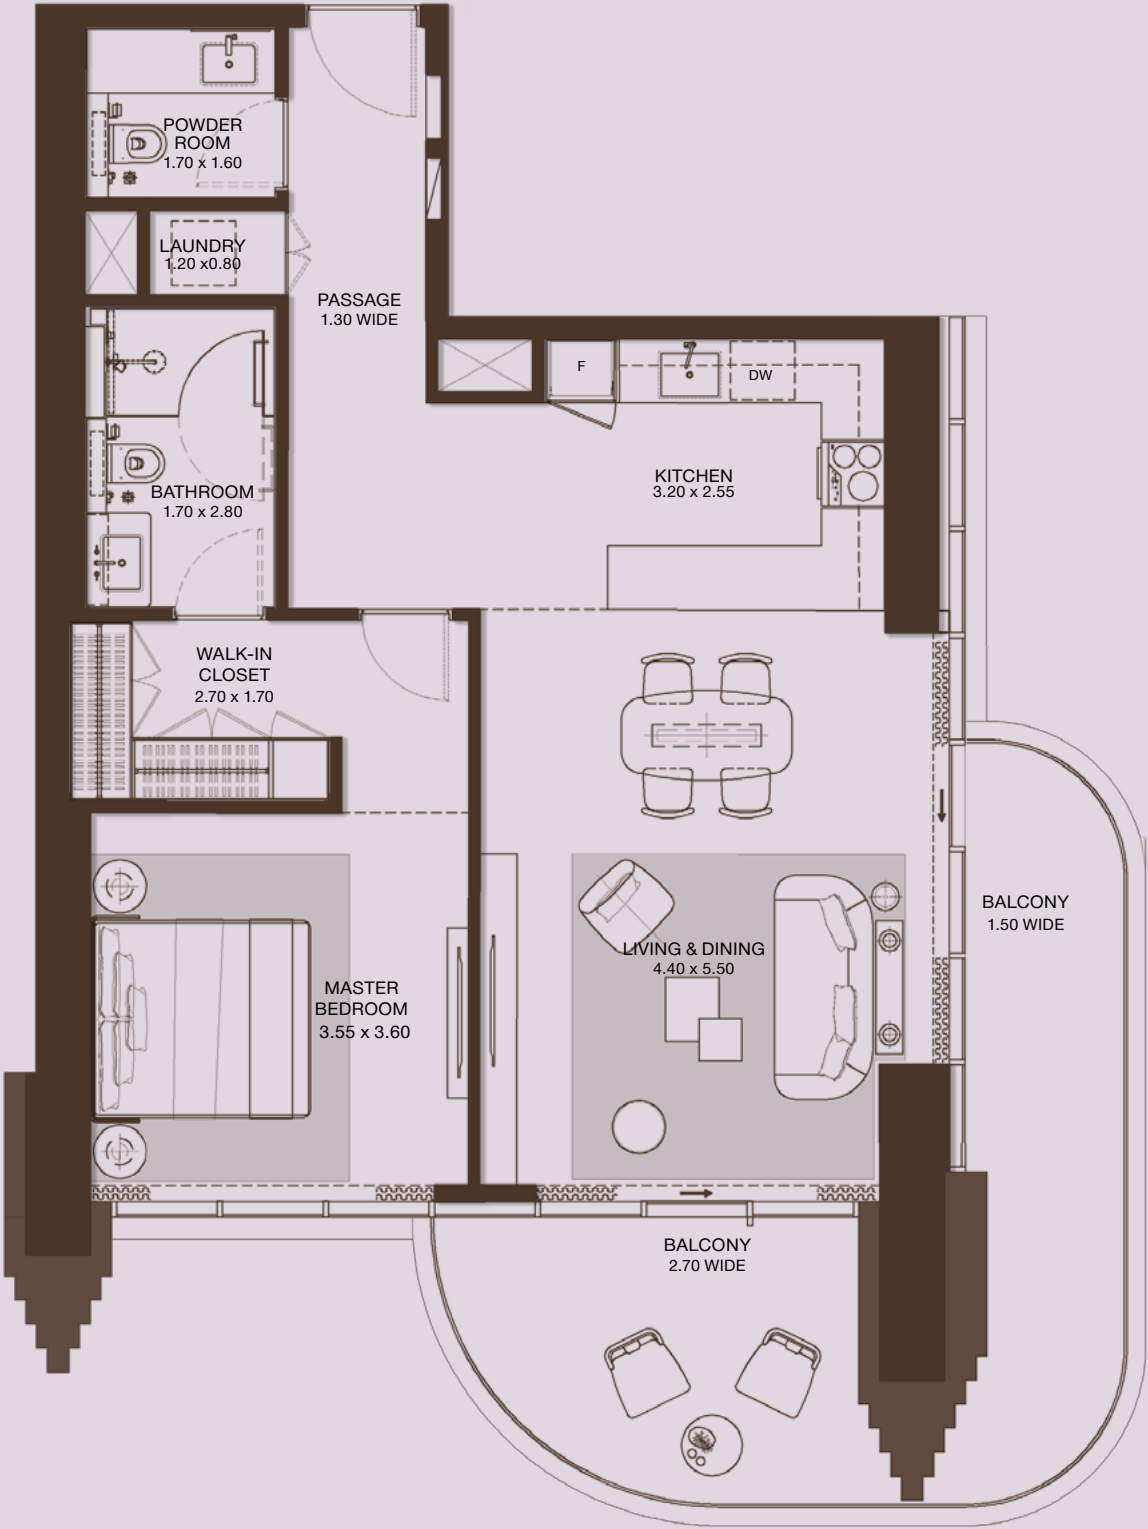 POWDER
ROOM
1.70 x 1.60
LAUNDRY
1.20 x0.80
PASSAGE
1.30 WIDE
F
DW
KITCHEN
3.20 x 2.55
BATHROOM
1.70 x 2.80
WALK-IN
CLOSET
2.70 x 1.70
BALCONY
1.50 WIDE
LIVING & DINING
4.40 x 5.50
MASTER
BEDROOM
3.55 x 3.60
BALCONY
2.70 WIDE